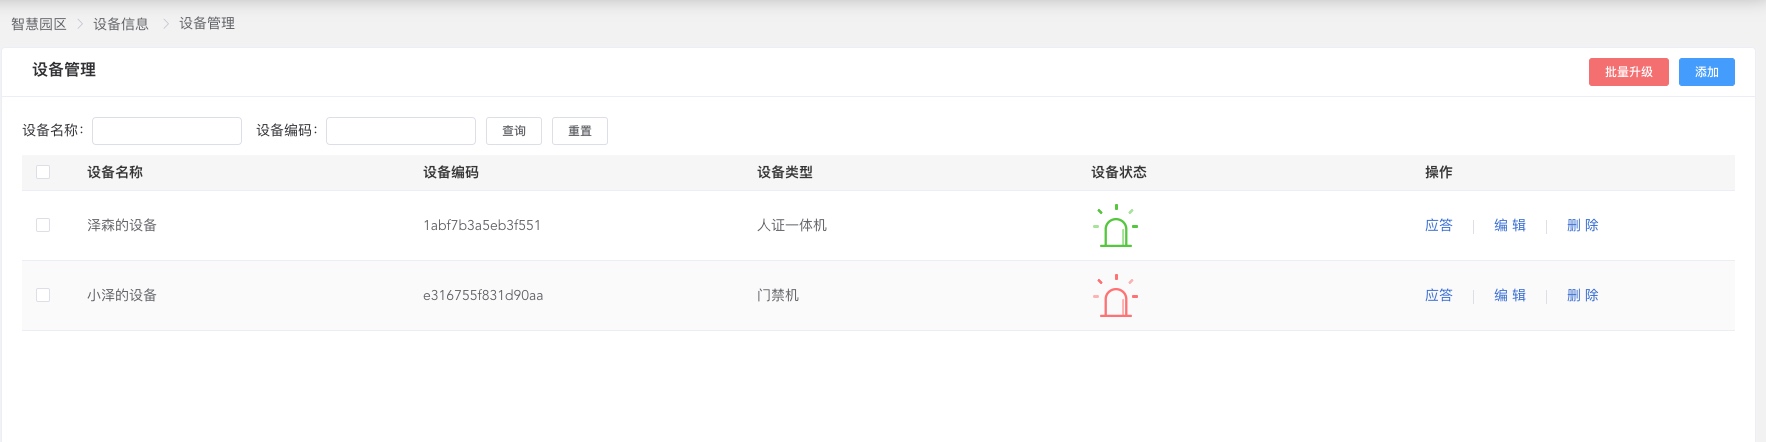 智慧园区 设备信息 设备管理
设备管理 批量升级 添加
设备名称： 设备编码： 查询 重置
设备名称 设备编码 设备类型 设备状态 操作
泽森的设备 1abf7b3a5eb3f551 人证一体机 应答 编 辑 删 除
小泽的设备 e316755f831d90aa 门禁机 应答 编 辑 删 除